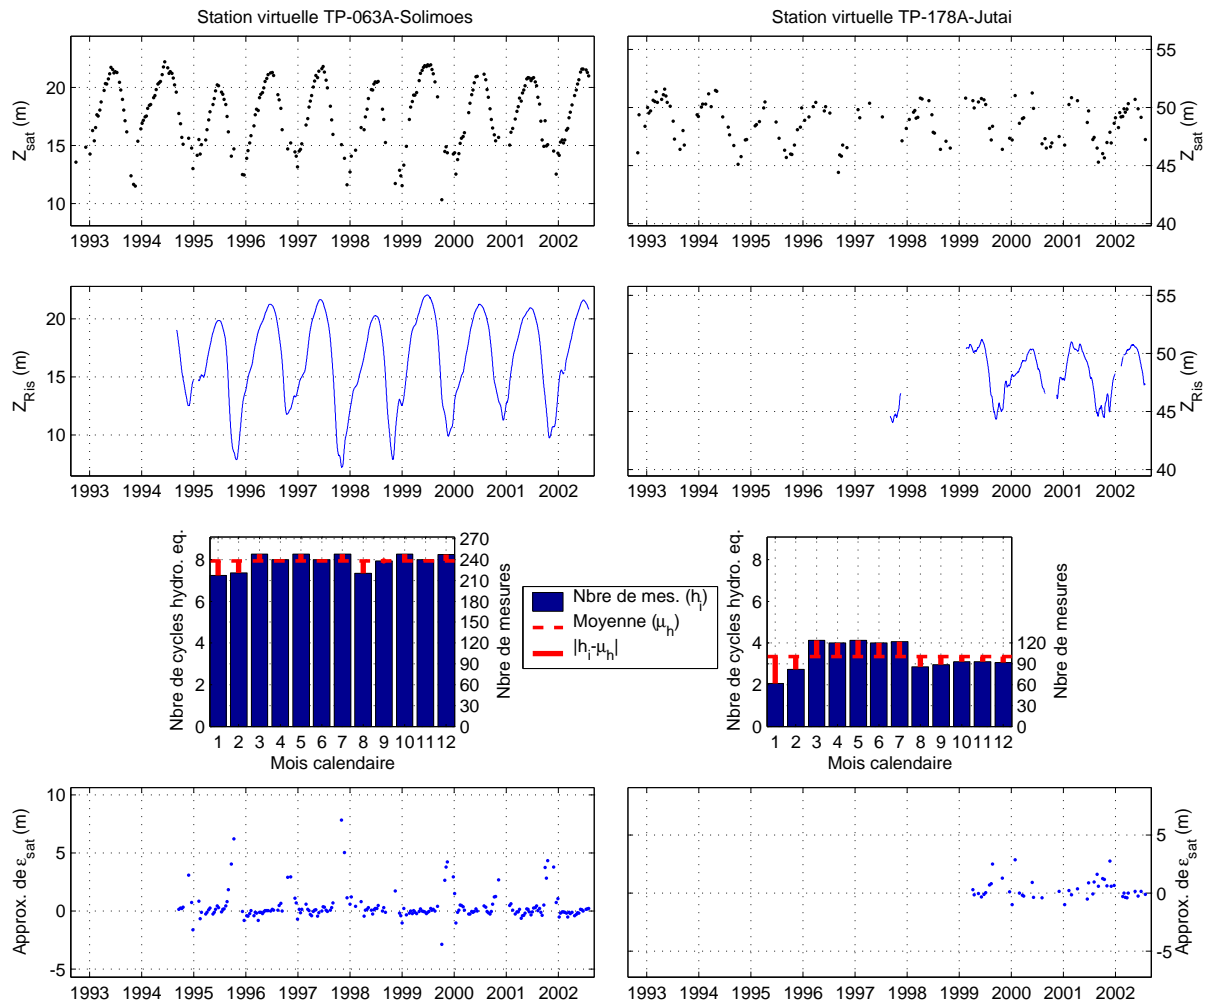 Station virtuelle TP-063A-Solimoes
Station virtuelle TP-178A-Jutai
20
15
10
Z_sat (m)
1993 1994 1995 1996 1997 1998 1999 2000 2001 2002
55
50
45
40
Z_sat (m)
1993 1994 1995 1996 1997 1998 1999 2000 2001 2002
20
15
10
Z_Ris (m)
1993 1994 1995 1996 1997 1998 1999 2000 2001 2002
55
50
45
40
Z_Ris (m)
1993 1994 1995 1996 1997 1998 1999 2000 2001 2002
Nbre de cycles hydro. eq.
8
6
4
2
0
270
240
210
180
150
120
90
60
30
0
Nbre de mesures
1 2 3 4 5 6 7 8 9 10 11 12
Mois calendaire
Nbre de mes. (h_i)
Moyenne (μ_h)
|h_i-μ_h|
Nbre de cycles hydro. eq.
8
6
4
2
0
120
90
60
30
0
Nbre de mesures
1 2 3 4 5 6 7 8 9 10 11 12
Mois calendaire
10
5
0
-5
Approx. de ε_sat (m)
1993 1994 1995 1996 1997 1998 1999 2000 2001 2002
5
0
-5
Approx. de ε_sat (m)
1993 1994 1995 1996 1997 1998 1999 2000 2001 2002